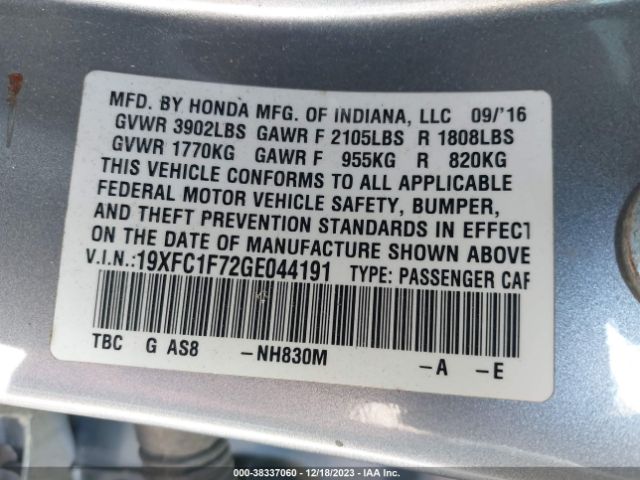 MFD. BY HONDA MFG. OF INDIANA, LLC 09/'16
GVWR 3902LBS GAWR F 2105LBS R 1808LBS
GVWR 1770KG GAWR F 955KG R 820KG
THIS VEHICLE CONFORMS TO ALL APPLICABLE
FEDERAL MOTOR VEHICLE SAFETY, BUMPER,
AND THEFT PREVENTION STANDARDS IN EFFECT
ON THE DATE OF MANUFACTURE SHOWN ABOVE
V.I.N.:19XFC1F72GE044191 TYPE: PASSENGER CAR
TBC G AS8 -NH830M -A -E
000-38337060 - 12/18/2023 - IAA Inc.